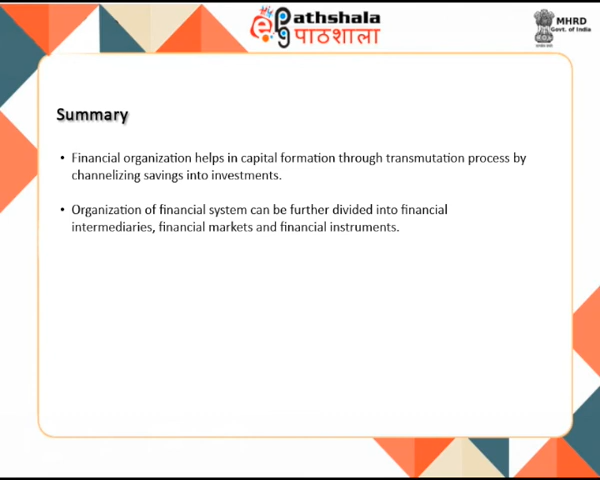 ePathshala
पाठशाला
MHRD
Govt. of India
Summary
• Financial organization helps in capital formation through transmutation process by
channelizing savings into investments.
• Organization of financial system can be further divided into financial
intermediaries, financial markets and financial instruments.